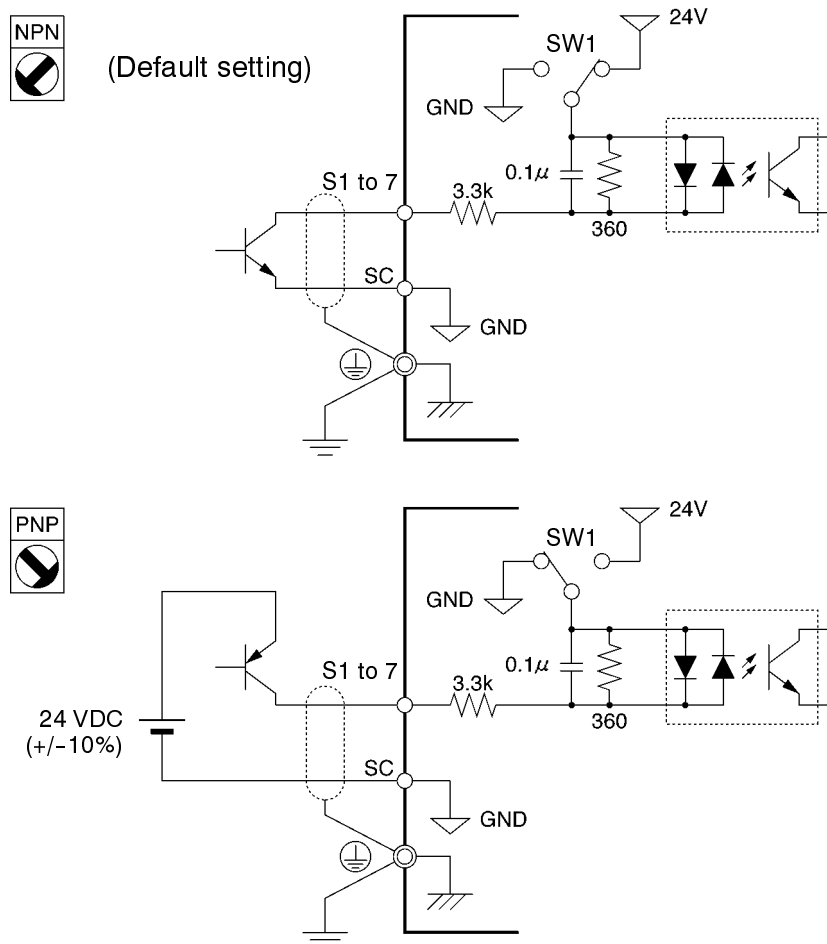 NPN
(Default setting)
24V
SW1
GND
0.1μ
S1 to 7
3.3k
360
SC
GND
PNP
24V
SW1
GND
0.1μ
S1 to 7
3.3k
360
24 VDC
(+/-10%)
SC
GND